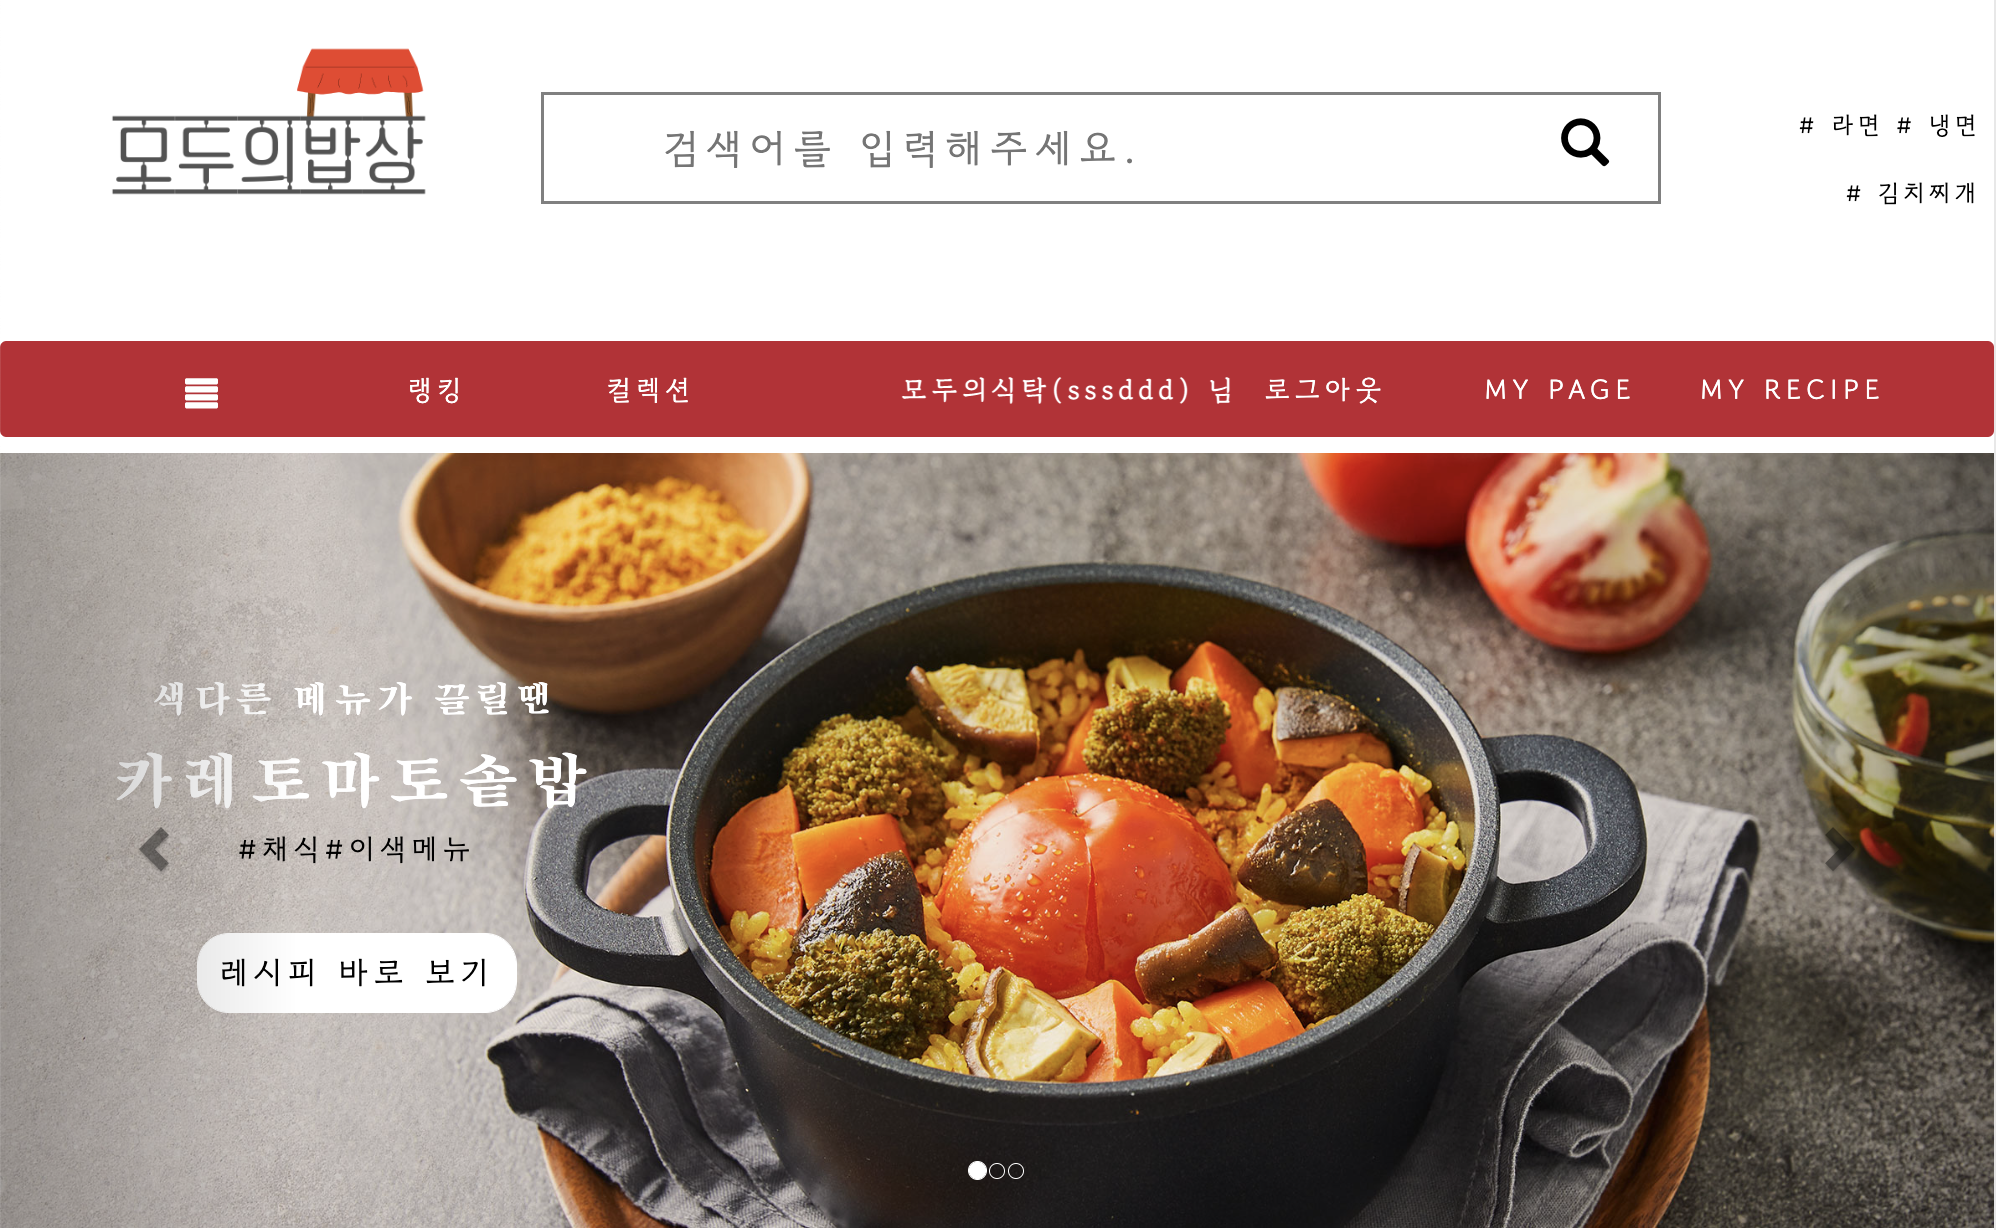 모두의밥상
검색어를 입력해주세요.
# 라면 # 냉면
# 김치찌개
랭킹 컬렉션 모두의식탁(sssddd) 님 로그아웃 MY PAGE MY RECIPE
색다른 메뉴가 끌릴땐
카레토마토솥밥
#채식#이색메뉴
레시피 바로 보기